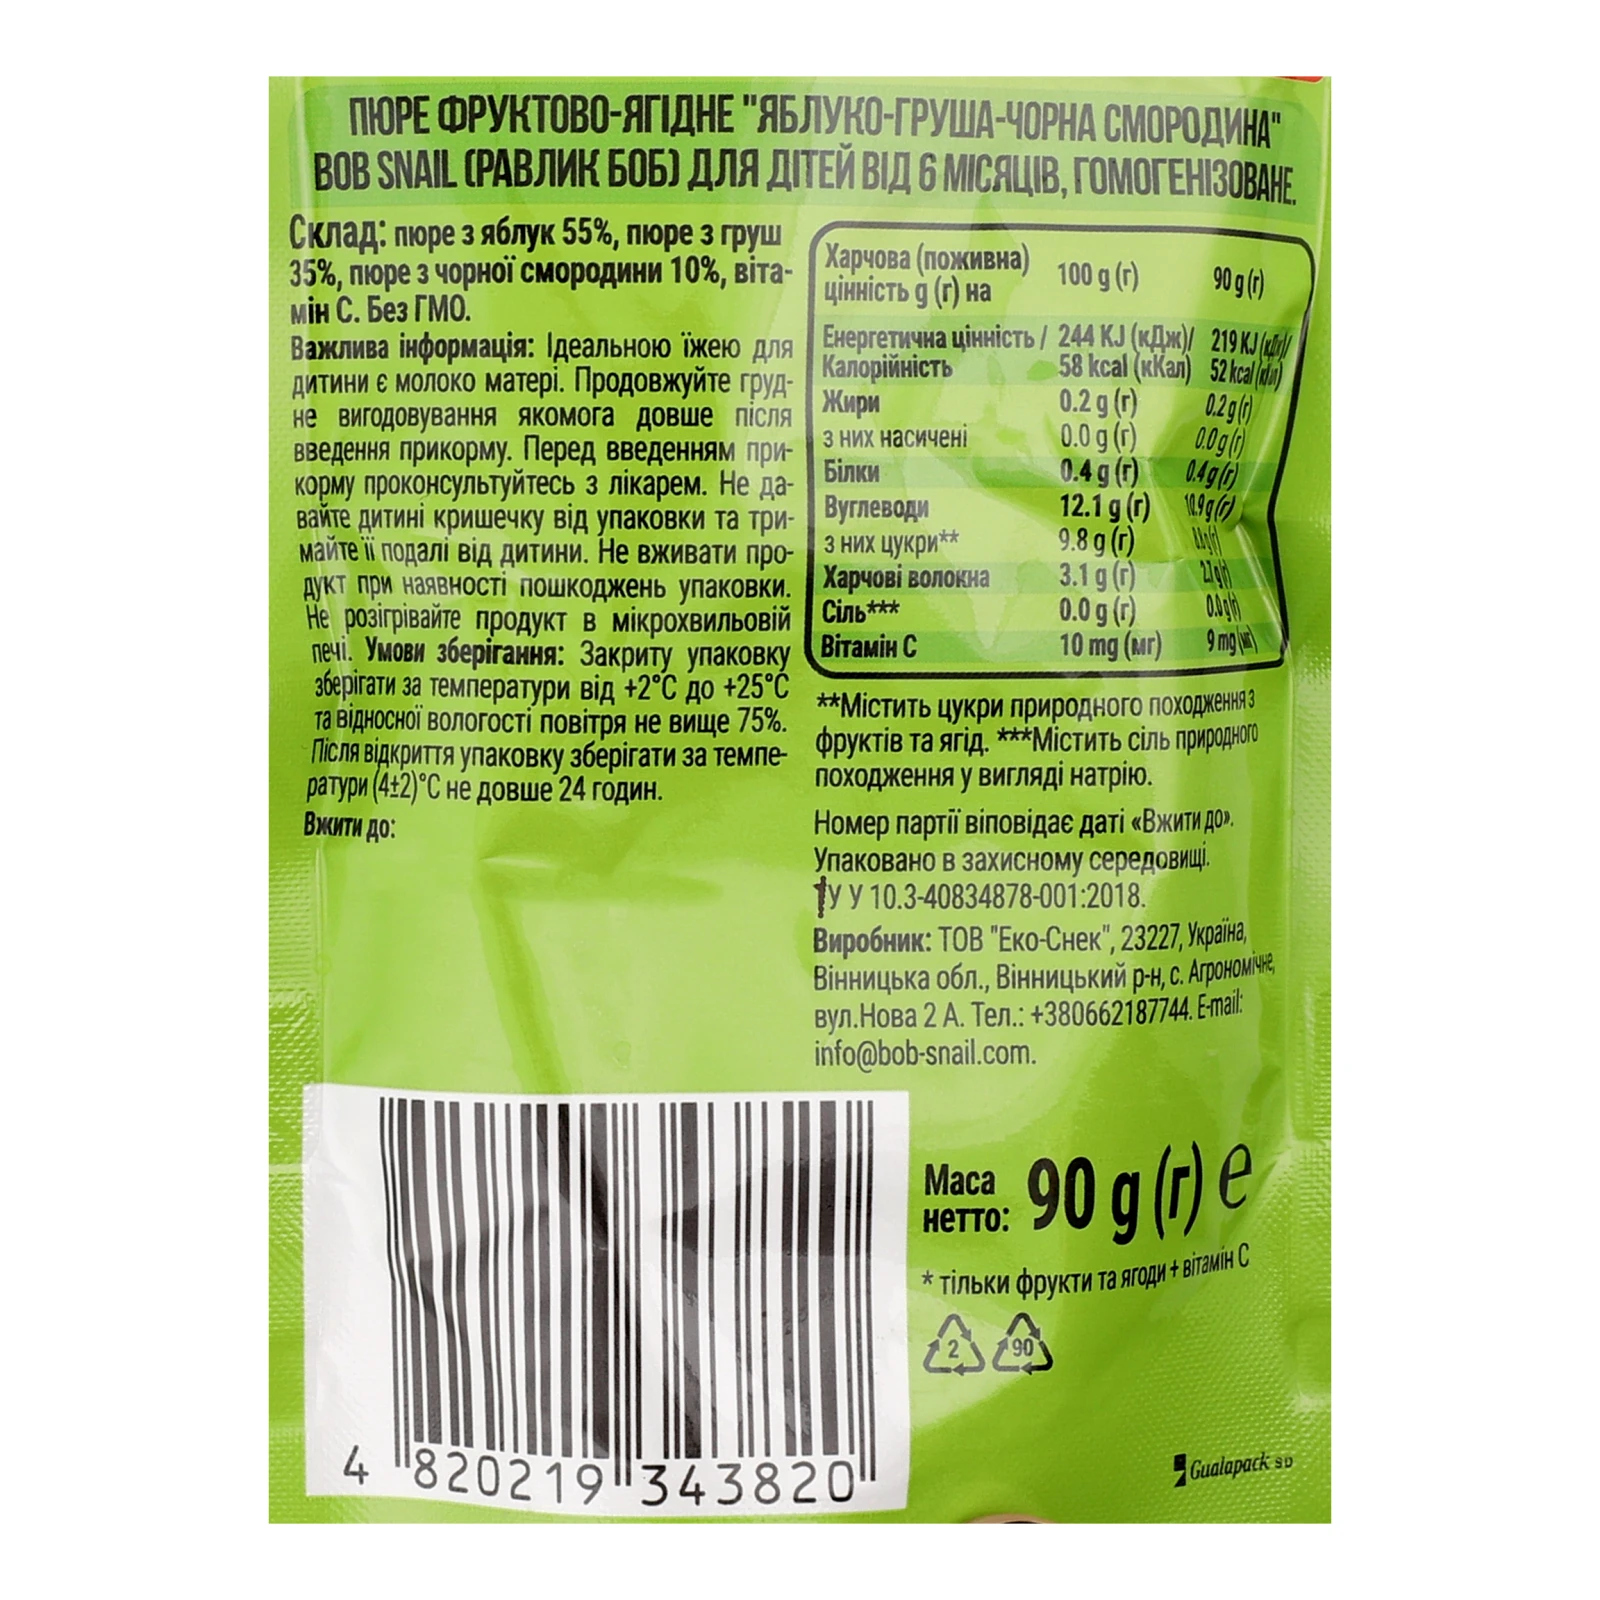 ПЮРЕ ФРУКТОВО-ЯГІДНЕ "ЯБЛУКО-ГРУША-ЧОРНА СМОРОДИНА"
BOB SNAIL (РАВЛИК БОБ) ДЛЯ ДІТЕЙ ВІД 6 МІСЯЦІВ, ГОМОГЕНІЗОВАНЕ.
Склад: пюре з яблук 55%, пюре з груш
35%, пюре з чорної смородини 10%, віта-
мін С. Без ГМО.
Важлива інформація: Ідеальною їжею для
дитини є молоко матері. Продовжуйте груд-
не вигодовування якомога довше після
введення прикорму. Перед введенням при-
корму проконсультуйтесь з лікарем. Не да-
вайте дитині кришечку від упаковки та три-
майте її подалі від дитини. Не вживати про-
дукт при наявності пошкоджень упаковки.
Не розігрівайте продукт в мікрохвильовій
печі. Умови зберігання: Закриту упаковку
зберігати за температури від +2°С до +25°С
та відносної вологості повітря не вище 75%.
Після відкриття упаковку зберігати за темпе-
ратури (4±2)°С не довше 24 годин.
Вжити до:
Харчова (поживна)
цінність g (г) на 100 g (г) 90 g (г)
Енергетична цінність / 244 KJ (кДж)/ 219 KJ (кДж)/
Калорійність 58 kcal (кКал) 52 kcal (кКал)
Жири 0.2 g (г) 0.2 g (г)
з них насичені 0.0 g (г) 0.0 g (г)
Білки 0.4 g (г) 0.4 g (г)
Вуглеводи 12.1 g (г) 10.9 g (г)
з них цукри** 9.8 g (г)
Харчові волокна 3.1 g (г) 2.7 g (г)
Сіль*** 0.0 g (г) 0.0 g (г)
Вітамін С 10 mg (мг) 9 mg (мг)
**Містить цукри природного походження з
фруктів та ягід. ***Містить сіль природного
походження у вигляді натрію.
Номер партії віповідає даті «Вжити до».
Упаковано в захисному середовищі.
ТУ У 10.3-40834878-001:2018.
Виробник: ТОВ "Еко-Снек", 23227, Україна,
Вінницька обл., Вінницький р-н, с. Агрономічне,
вул.Нова 2 А. Тел.: +380662187744. E-mail:
info@bob-snail.com.
Маса
нетто: 90 g (г) e
* тільки фрукти та ягоди + вітамін С
2 90
4 820219 343820
Gualapack